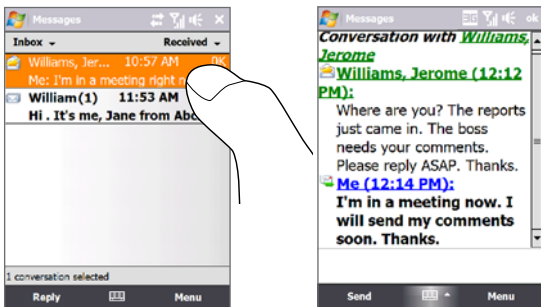 Messages
Inbox
Received
Williams, Jer... 10:57 AM 0K
Me: I'm in a meeting right
William(1) 11:53 AM
Hi . It's me, Jane from
1 conversation selected
Reply
Menu
Messages
3G
ok
Conversation with Williams,
Jerome
Williams, Jerome (12:12
PM):
Where are you? The reports
just came in. The boss
needs your comments.
Please reply ASAP. Thanks.
Me (12:14 PM):
I'm in a meeting now. I
will send my comments
soon. Thanks.
Send
Menu